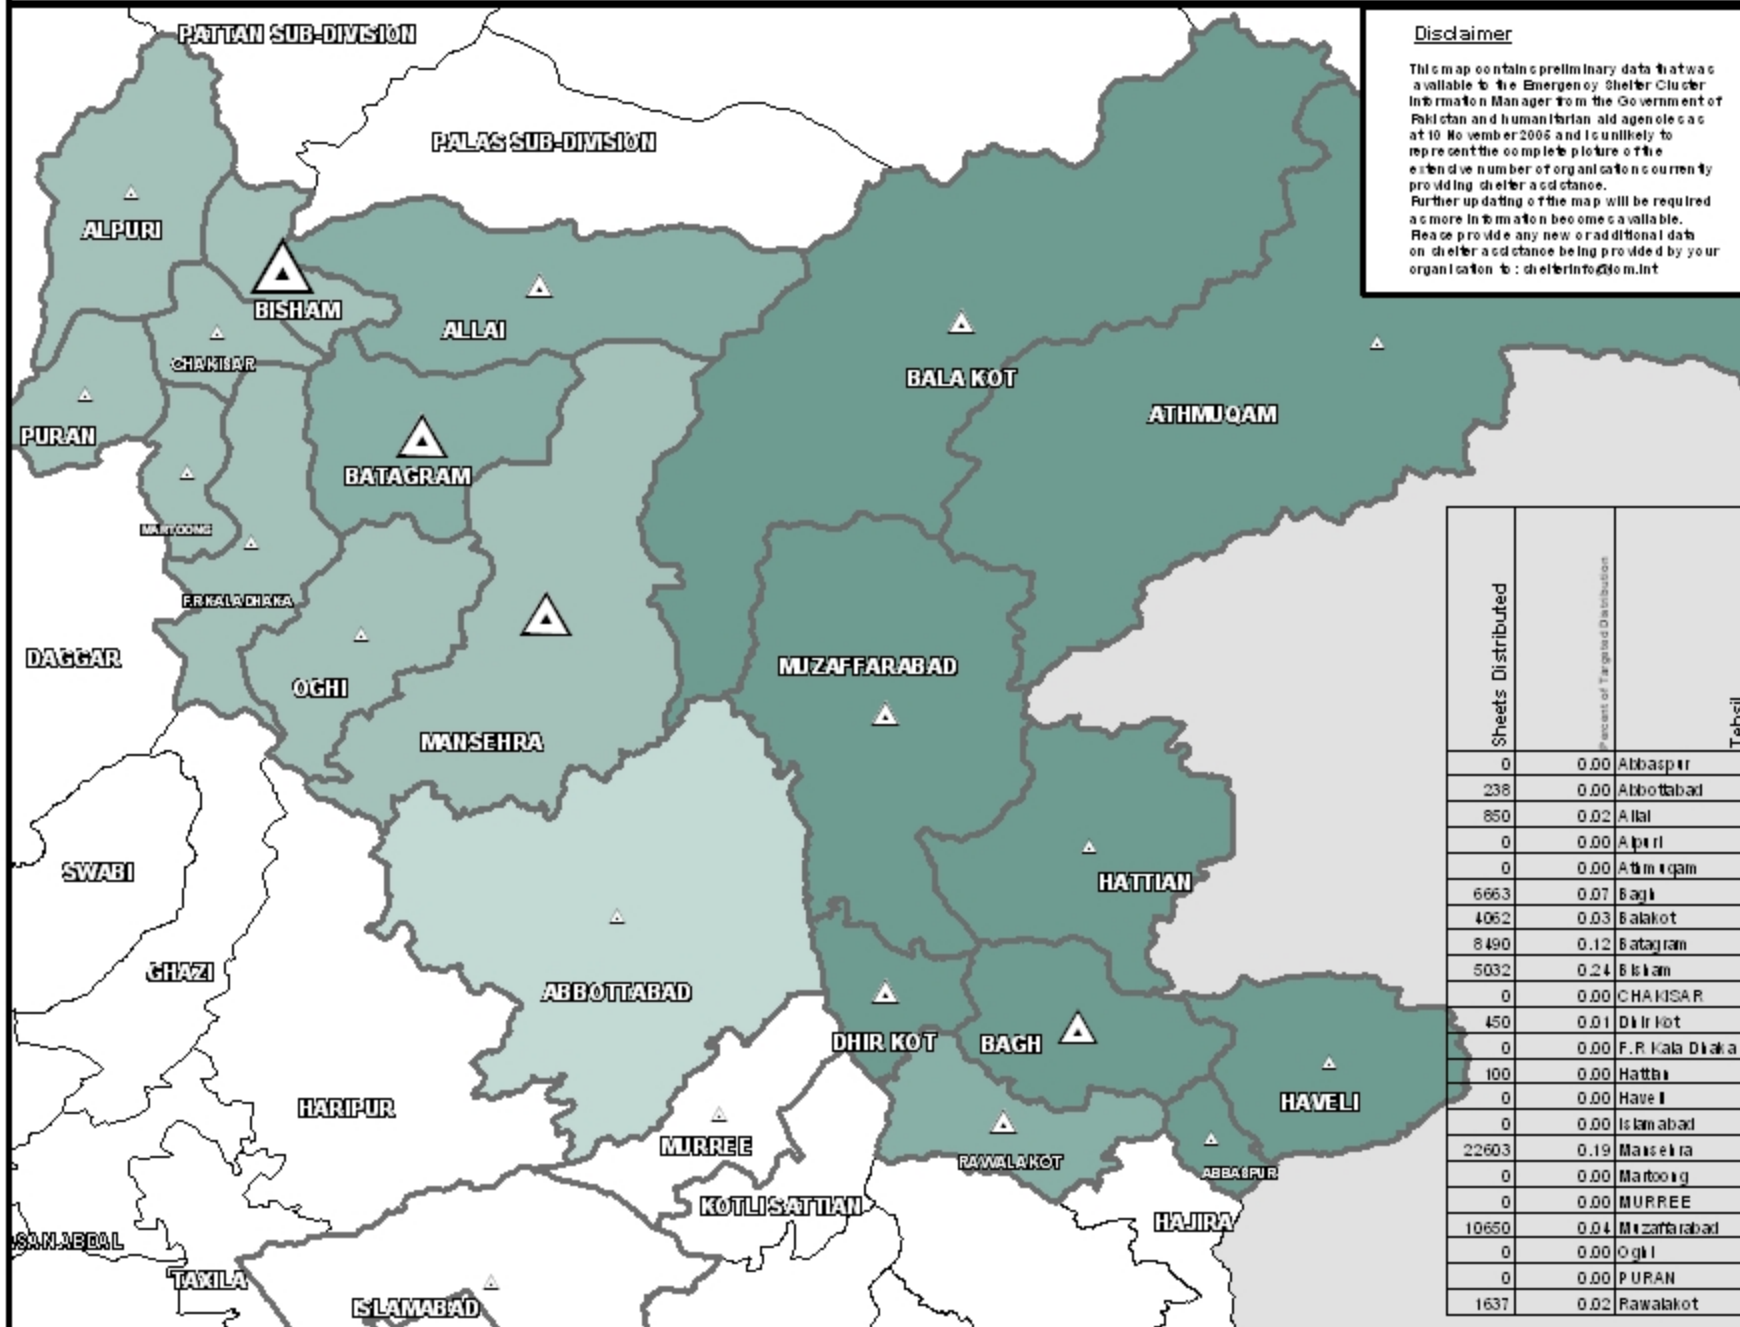 PATTAN SUB-DIVISION
PALAS SUB-DIVISION
ALPURI
BISHAM
ALLAI
CHAKISAR
PURAN
BATAGRAM
MARTOONG
F.R KALA DHAKA
BALA KOT
ATHMUQAM
DAGGAR
OGHI
MANSEHRA
MUZAFFARABAD
HATTIAN
SWABI
GHAZI
ABBOTTABAD
DHIR KOT
BAGH
HAVELI
HARIPUR
MURREE
RAWALAKOT
ABBASPUR
KOTLI SATTIAN
HAJIRA
SAN ABDAL
TAXILA
ISLAMABAD
Disclaimer
This map contains preliminary data that was
available to the Emergency Shelter Cluster
Information Manager from the Government of
Pakistan and humanitarian aid agencies as
at 10 November 2005 and is unlikely to
represent the complete picture of the
extensive number of organisations currently
providing shelter assistance.
Further updating of the map will be required
as more information becomes available.
Please provide any new or additional data
on shelter assistance being provided by your
organisation to: shelterinfo@iom.int
Sheets Distributed Percent of Targeted Distribution Tehsil
0 0.00 Abbaspur
238 0.00 Abbottabad
850 0.02 Allai
0 0.00 Alpuri
0 0.00 Athmuqam
6663 0.07 Bagh
4062 0.03 Balakot
8490 0.12 Batagram
5032 0.24 Bisham
0 0.00 CHAKISAR
450 0.01 Dhir Kot
0 0.00 F.R Kala Dhaka
100 0.00 Hattian
0 0.00 Haveli
0 0.00 Islamabad
22603 0.19 Mansehra
0 0.00 Martoong
0 0.00 MURREE
10650 0.04 Muzaffarabad
0 0.00 Oghi
0 0.00 PURAN
1637 0.02 Rawalakot